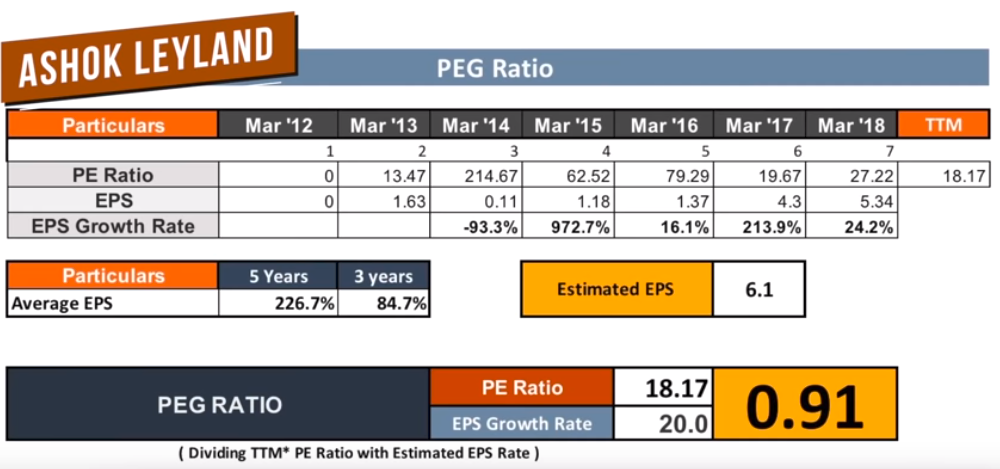 ASHOK LEYLAND
PEG Ratio
Particulars Mar '12 Mar '13 Mar '14 Mar '15 Mar '16 Mar '17 Mar '18 TTM
1 2 3 4 5 6 7
PE Ratio 0 13.47 214.67 62.52 79.29 19.67 27.22 18.17
EPS 0 1.63 0.11 1.18 1.37 4.3 5.34
EPS Growth Rate -93.3% 972.7% 16.1% 213.9% 24.2%
Particulars 5 Years 3 years
Average EPS 226.7% 84.7%
Estimated EPS 6.1
PEG RATIO
PE Ratio 18.17
EPS Growth Rate 20.0
0.91
( Dividing TTM* PE Ratio with Estimated EPS Rate )